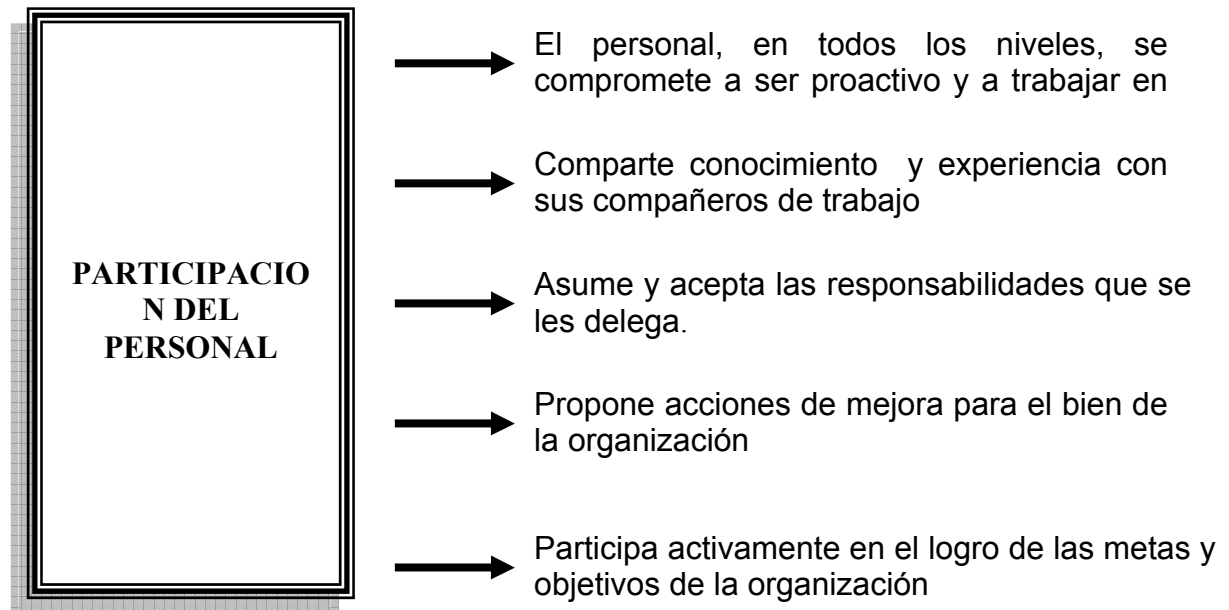 PARTICIPACIO
N DEL
PERSONAL
El personal, en todos los niveles, se
compromete a ser proactivo y a trabajar en
Comparte conocimiento y experiencia con
sus compañeros de trabajo
Asume y acepta las responsabilidades que se
les delega.
Propone acciones de mejora para el bien de
la organización
Participa activamente en el logro de las metas y
objetivos de la organización